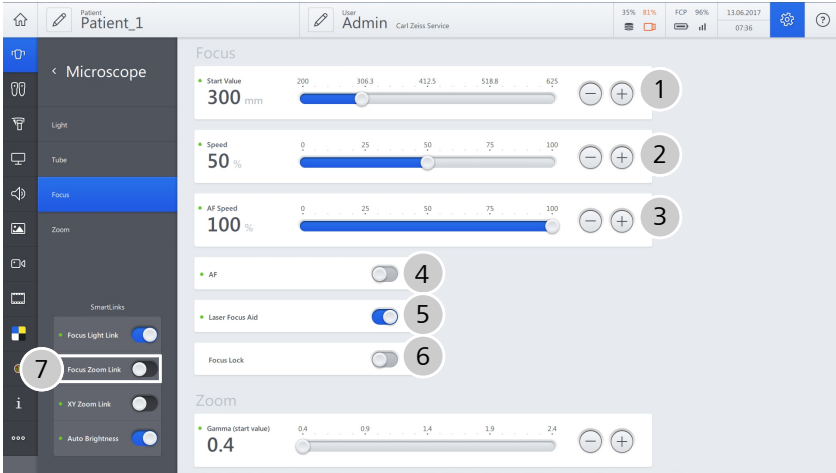 Patient
Patient_1
User
Admin Carl Zeiss Service
35% 81%
FCP 96%
13.06.2017
07:36
?
< Microscope
Light
Tube
Focus
Zoom
SmartLinks
Focus Light Link
7 Focus Zoom Link
XY Zoom Link
Auto Brightness
i
Focus
Start Value
300 mm
200 306.3 412.5 518.8 625
− + 1
Speed
50 %
0 25 50 75 100
− + 2
AF Speed
100 %
0 25 50 75 100
− + 3
AF 4
Laser Focus Aid 5
Focus Lock 6
Zoom
Gamma (start value)
0.4
0.4 0.9 1.4 1.9 2.4
− +